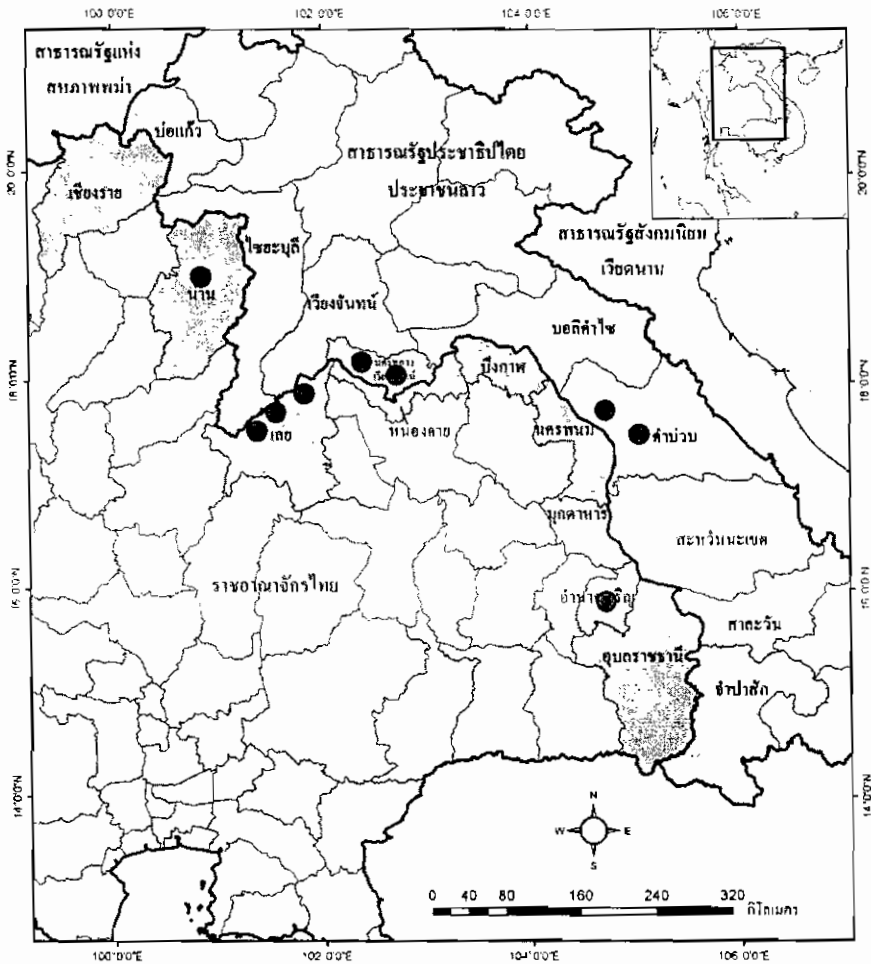 100°0'0"E 102°0'0"E 104°0'0"E 106°0'0"E
สาธารณรัฐแห่ง
สหภาพพม่า
บ่อแก้ว
สาธารณรัฐประชาธิปไตย
ประชาชนลาว
20°0'0"N 20°0'0"N
เชียงราย
สาธารณรัฐสังคมนิยม
เวียดนาม
ไชยะบุลี
น่าน
เวียงจันทน์
บอลิคำไซ
บึงกาฬ
18°0'0"N 18°0'0"N
เลย
หนองคาย
นครพนม
คำม่วน
มุกดาหาร
สะหวันนะเขต
ราชอาณาจักรไทย
อำนาจเจริญ
สาละวัน
อุบลราชธานี
จำปาสัก
14°0'0"N 14°0'0"N
N
W E
S
0 40 80 160 240 320
กิโลเมตร
100°0'0"E 102°0'0"E 104°0'0"E 106°0'0"E